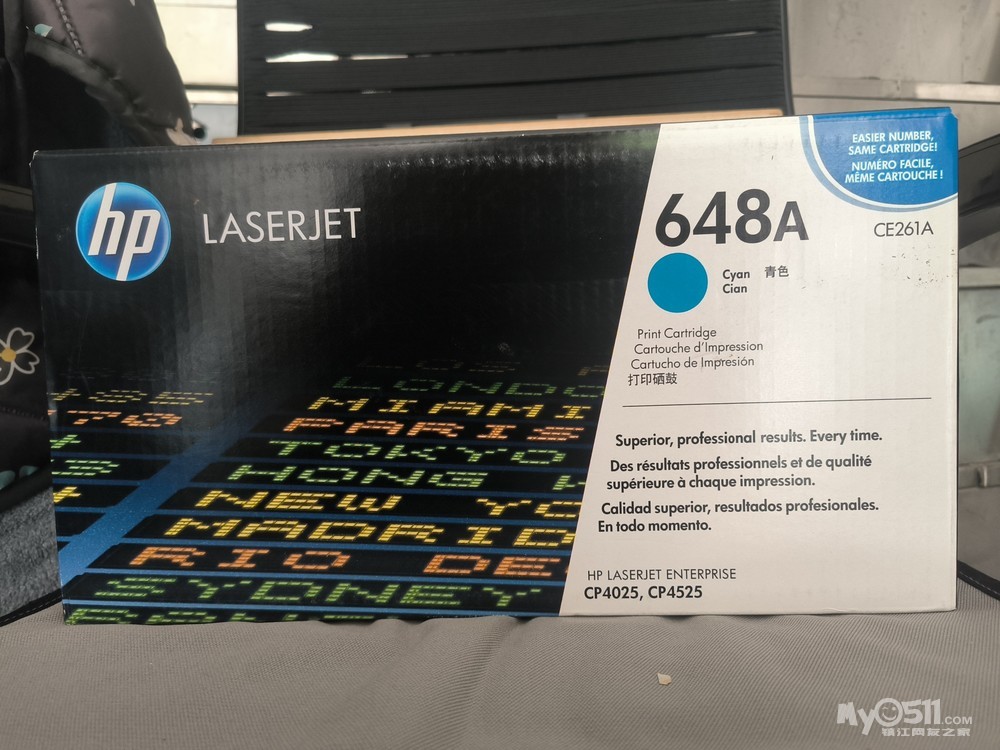 hp
LASERJET
EASIER NUMBER,
SAME CARTRIDGE!
NUMÉRO FACILE,
MÊME CARTOUCHE !
648A
CE261A
Cyan 青色
Cian
Print Cartridge
Cartouche d'Impression
Cartucho de Impresión
打印硒鼓
Superior, professional results. Every time.
Des résultats professionnels et de qualité
supérieure à chaque impression.
Calidad superior, resultados profesionales.
En todo momento.
HP LASERJET ENTERPRISE
CP4025, CP4525
LONDO
MIAMI
PARIS
TOKYO
HONG
NEW YO
MADRID
RIO DE
SYDNEY
My0511.COM
镇江网友之家